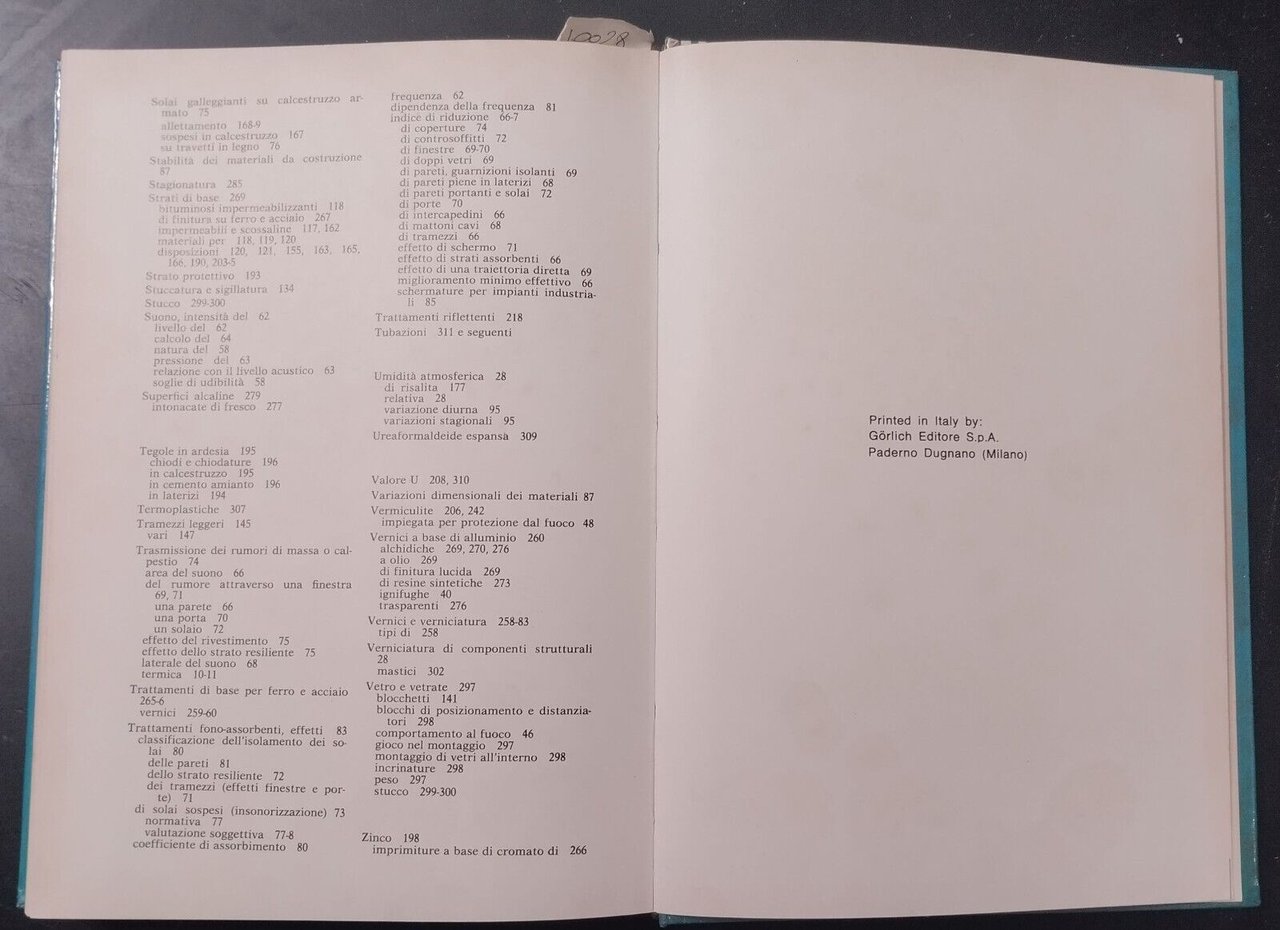 10028
Solai galleggianti su calcestruzzo ar-
mato 75
allettamento 168-9
sospesi in calcestruzzo 167
su travetti in legno 76
Stabilità dei materiali da costruzione
87
Stagionatura 285
Strati di base 269
bituminosi impermeabilizzanti 118
di finitura su ferro e acciaio 267
impermeabili e scossaline 117, 162
materiali per 118, 119, 120
disposizioni 120, 121, 155, 163, 165,
166, 190, 203-5
Strato protettivo 193
Stuccatura e sigillatura 134
Stucco 299-300
Suono, intensità del 62
livello del 62
calcolo del 64
natura del 58
pressione del 63
relazione con il livello acustico 63
soglie di udibilità 58
Superfici alcaline 279
intonacate di fresco 277
Tegole in ardesia 195
chiodi e chiodature 196
in calcestruzzo 195
in cemento amianto 196
in laterizi 194
Termoplastiche 307
Tramezzi leggeri 145
vari 147
Trasmissione dei rumori di massa o cal-
pestio 74
area del suono 66
del rumore attraverso una finestra
69, 71
una parete 66
una porta 70
un solaio 72
effetto del rivestimento 75
effetto dello strato resiliente 75
laterale del suono 68
termica 10-11
Trattamenti di base per ferro e acciaio
265-6
vernici 259-60
Trattamenti fono-assorbenti, effetti 83
classificazione dell'isolamento dei so-
lai 80
delle pareti 81
dello strato resiliente 72
dei tramezzi (effetti finestre e por-
te) 71
di solai sospesi (insonorizzazione) 73
normativa 77
valutazione soggettiva 77-8
coefficiente di assorbimento 80
frequenza 62
dipendenza della frequenza 81
indice di riduzione 66-7
di coperture 74
di controsoffitti 72
di finestre 69-70
di doppi vetri 69
di pareti, guarnizioni isolanti 69
di pareti piene in laterizi 68
di pareti portanti e solai 72
di porte 70
di intercapedini 66
di mattoni cavi 68
di tramezzi 66
effetto di schermo 71
effetto di strati assorbenti 66
effetto di una traiettoria diretta 69
miglioramento minimo effettivo 66
schermature per impianti industria-
li 85
Trattamenti riflettenti 218
Tubazioni 311 e seguenti
Umidità atmosferica 28
di risalita 177
relativa 28
variazione diurna 95
variazioni stagionali 95
Ureaformaldeide espansa 309
Valore U 208, 310
Variazioni dimensionali dei materiali 87
Vermiculite 206, 242
impiegata per protezione dal fuoco 48
Vernici a base di alluminio 260
alchidiche 269, 270, 276
a olio 269
di finitura lucida 269
di resine sintetiche 273
ignifughe 40
trasparenti 276
Vernici e verniciatura 258-83
tipi di 258
Verniciatura di componenti strutturali
28
mastici 302
Vetro e vetrate 297
blocchetti 141
blocchi di posizionamento e distanzia-
tori 298
comportamento al fuoco 46
gioco nel montaggio 297
montaggio di vetri all'interno 298
incrinature 298
peso 297
stucco 299-300
Zinco 198
imprimiture a base di cromato di 266
Printed in Italy by:
Görlich Editore S.p.A.
Paderno Dugnano (Milano)